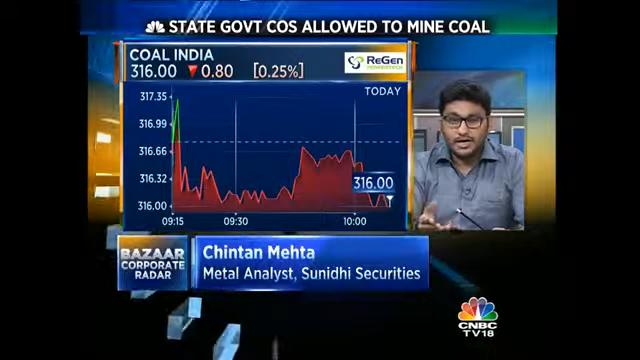 STATE GOVT COS ALLOWED TO MINE COAL
COAL INDIA
316.00 ▼0.80 [0.25%]
ReGen
POWERTECH
TODAY
317.35
316.99
316.66
316.32
316.00
316.00
09:15 09:30 10:00
BAZAAR
CORPORATE
RADAR
Chintan Mehta
Metal Analyst, Sunidhi Securities
CNBC
TV18